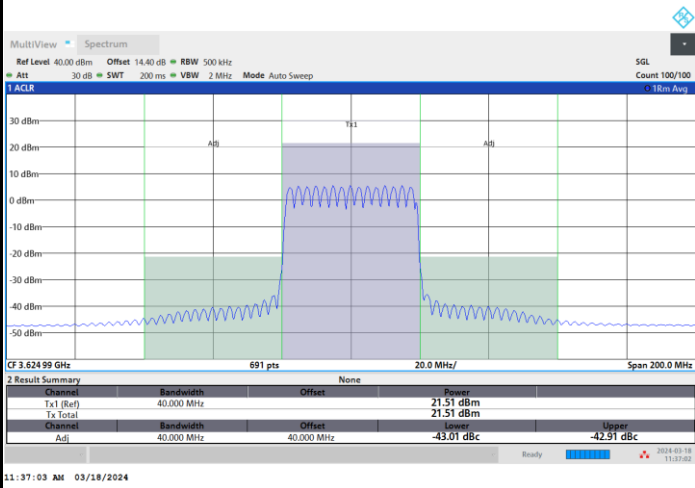 MultiView Spectrum
Ref Level 40.00 dBm Offset 14.40 dB RBW 500 kHz SGL
Att 30 dB SWT 200 ms VBW 2 MHz Mode Auto Sweep Count 100/100
1 ACLR 1Rm Avg
30 dBm
Tx1
20 dBm
Adj Adj
10 dBm
0 dBm
-10 dBm
-20 dBm
-30 dBm
-40 dBm
-50 dBm
CF 3.624 99 GHz 691 pts 20.0 MHz/ Span 200.0 MHz
2 Result Summary None
Channel Bandwidth Offset Power
Tx1 (Ref) 40.000 MHz 21.51 dBm
Tx Total 21.51 dBm
Channel Bandwidth Offset Lower Upper
Adj 40.000 MHz 40.000 MHz -43.01 dBc -42.91 dBc
Ready 2024-03-18
11:37:02
11:37:03 AM 03/18/2024